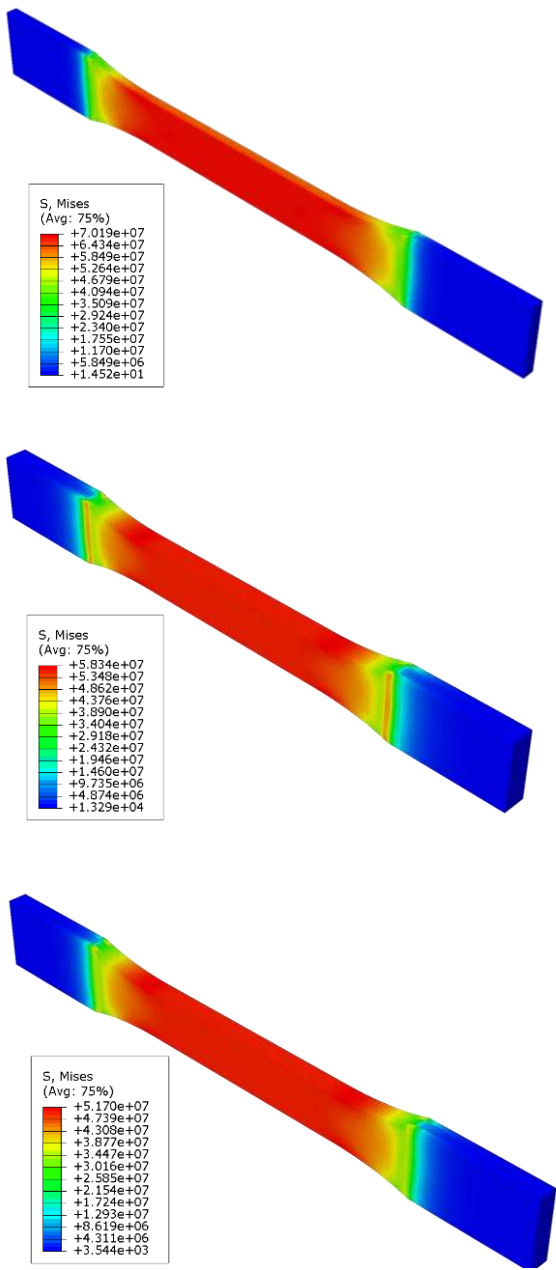 S, Mises
(Avg: 75%)
+7.019e+07
+6.434e+07
+5.849e+07
+5.264e+07
+4.679e+07
+4.094e+07
+3.509e+07
+2.924e+07
+2.340e+07
+1.755e+07
+1.170e+07
+5.849e+06
+1.452e+01
S, Mises
(Avg: 75%)
+5.834e+07
+5.348e+07
+4.862e+07
+4.376e+07
+3.890e+07
+3.404e+07
+2.918e+07
+2.432e+07
+1.946e+07
+1.460e+07
+9.735e+06
+4.874e+06
+1.329e+04
S, Mises
(Avg: 75%)
+5.170e+07
+4.739e+07
+4.308e+07
+3.877e+07
+3.447e+07
+3.016e+07
+2.585e+07
+2.154e+07
+1.724e+07
+1.293e+07
+8.619e+06
+4.311e+06
+3.544e+03